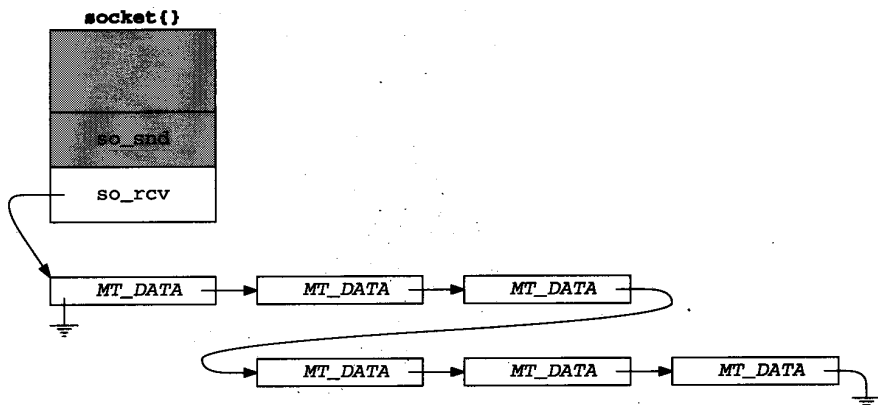 socket{}
so_snd
so_rcv
MT_DATA MT_DATA MT_DATA
MT_DATA MT_DATA MT_DATA